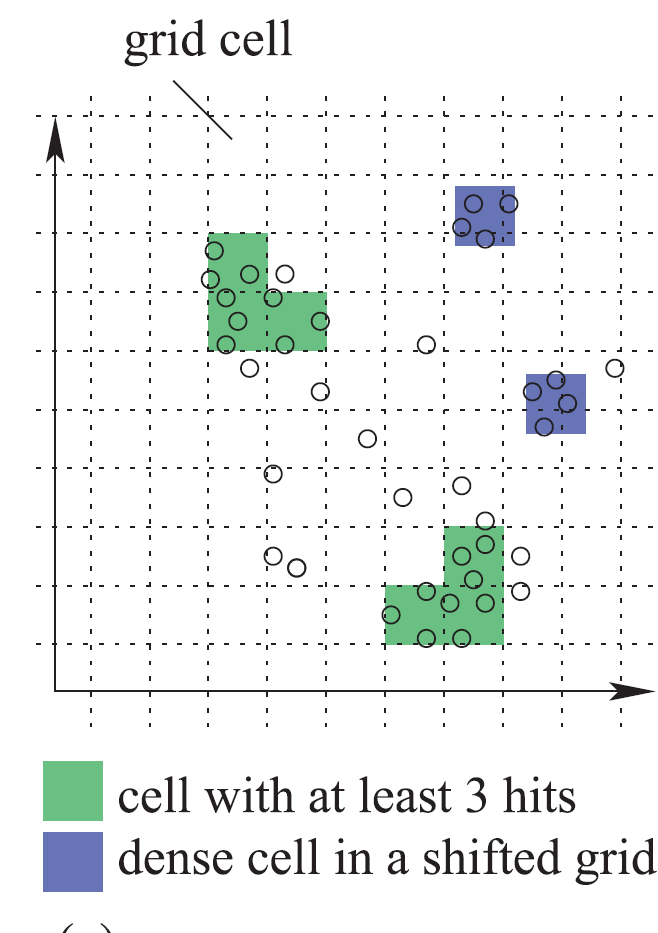 grid cell
cell with at least 3 hits
dense cell in a shifted grid